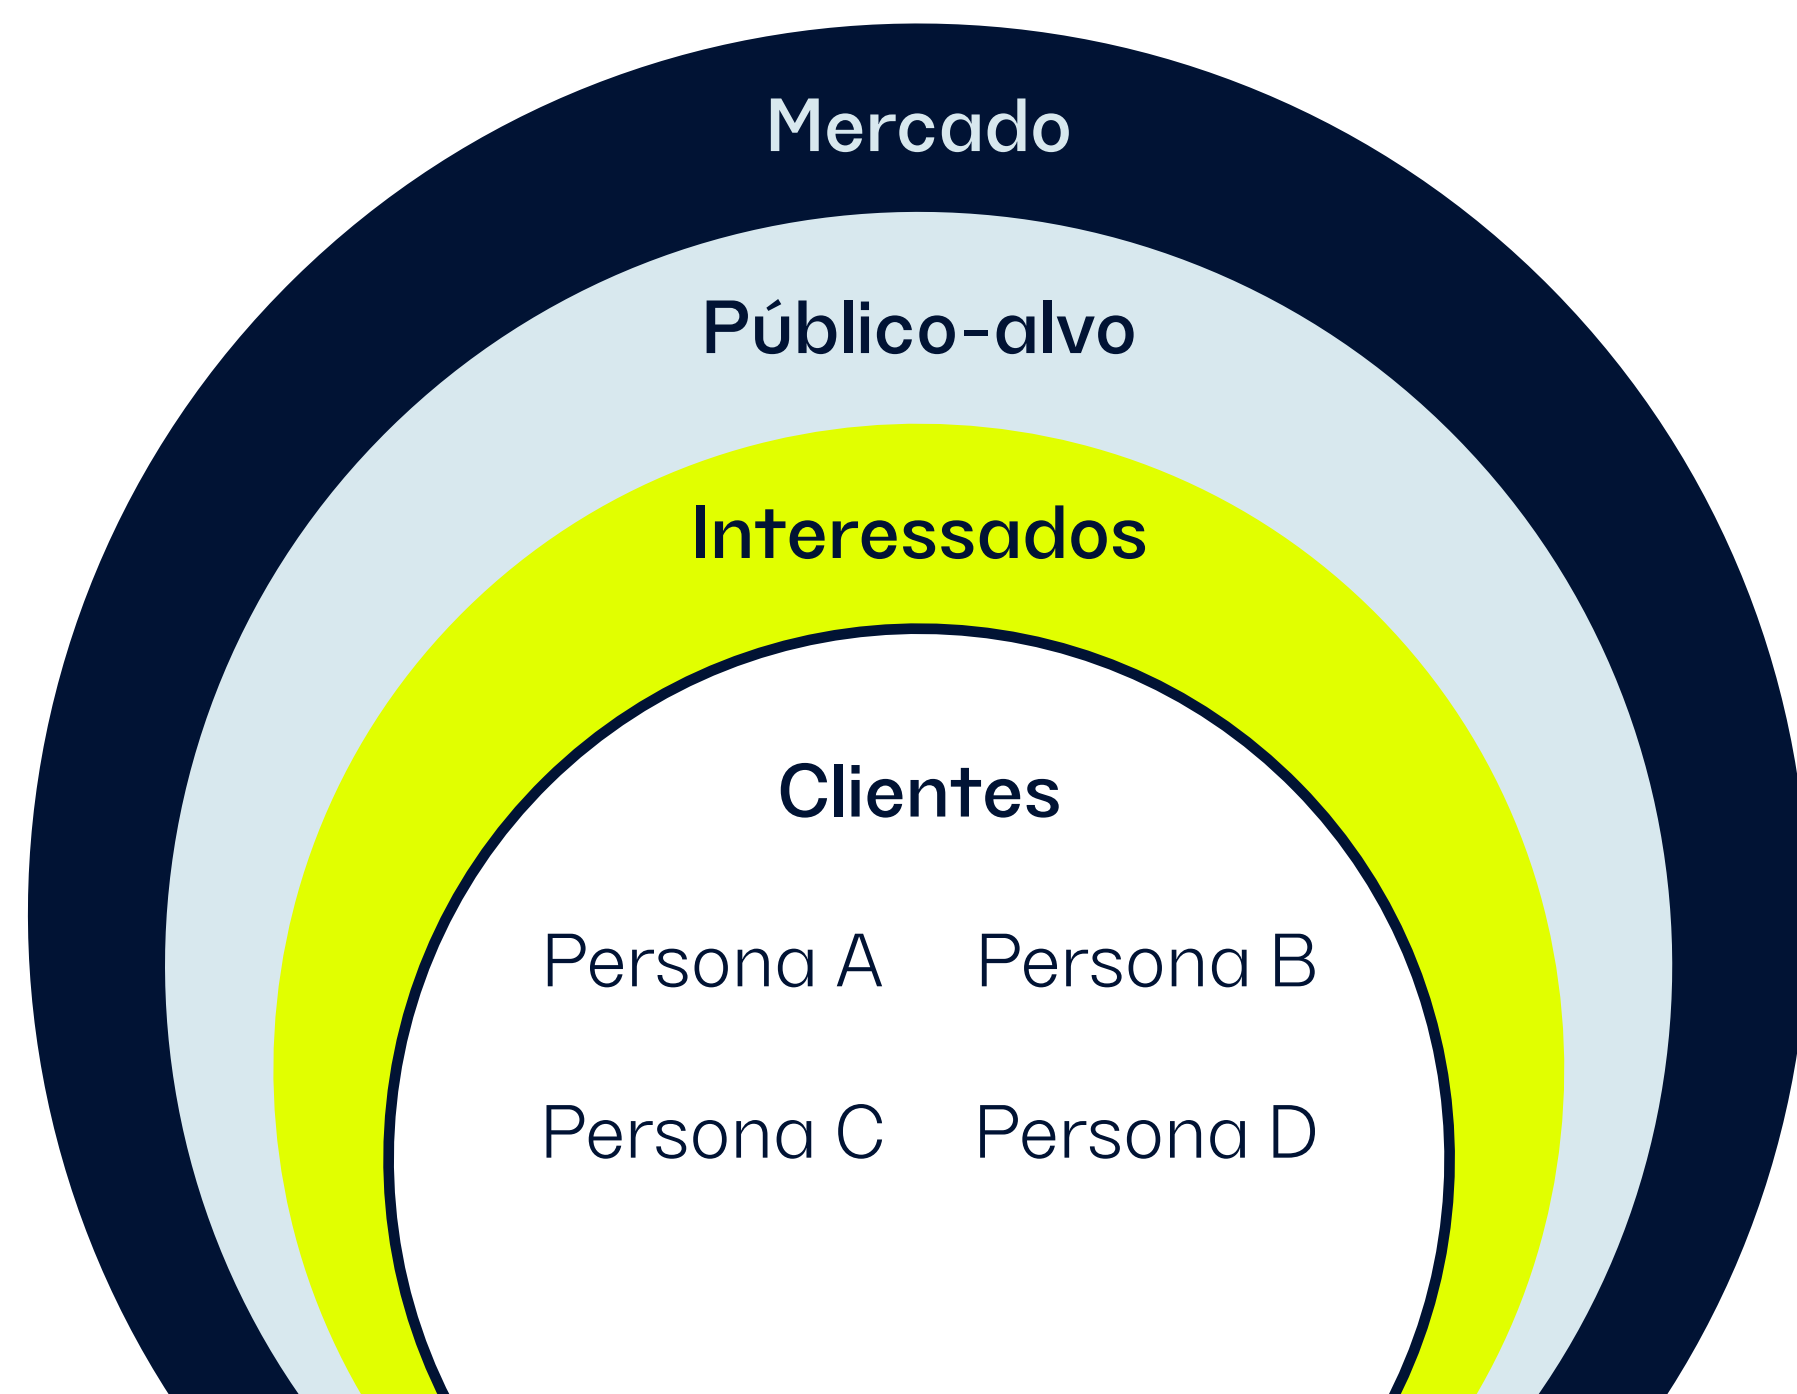 Mercado
Público-alvo
Interessados
Clientes
Persona A Persona B
Persona C Persona D